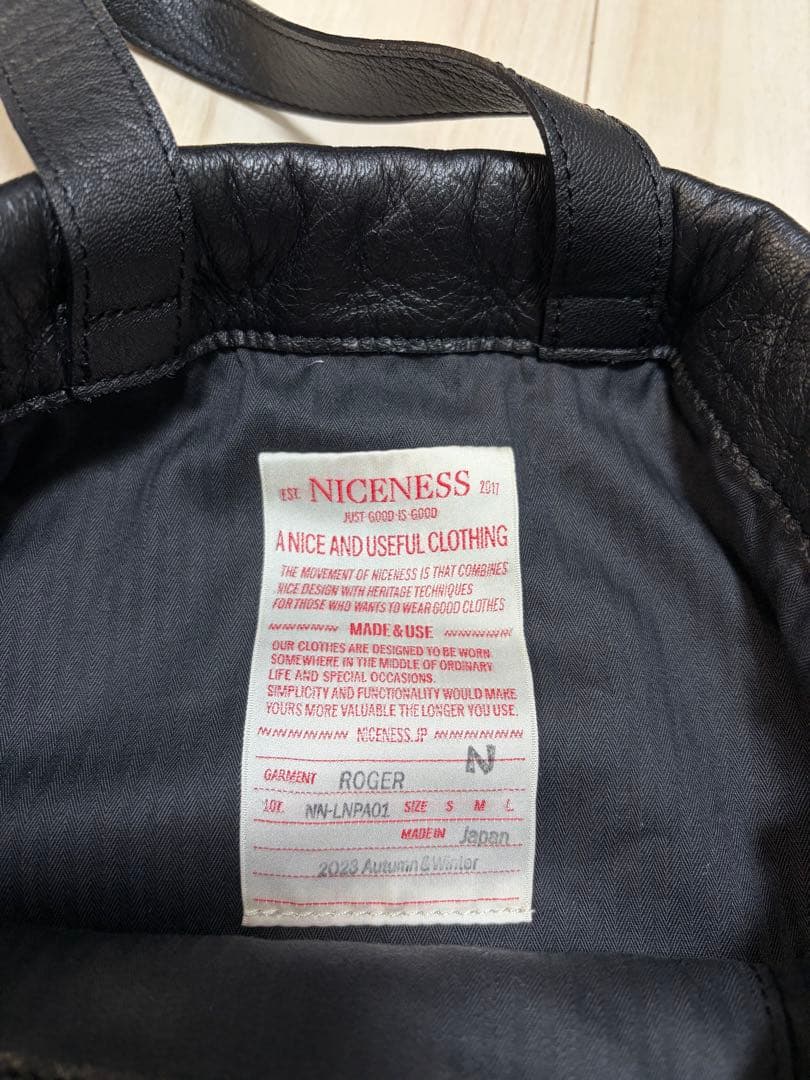 EST. NICENESS 2017
JUST-GOOD-IS-GOOD
A NICE AND USEFUL CLOTHING
THE MOVEMENT OF NICENESS IS THAT COMBINES
NICE DESIGN WITH HERITAGE TECHNIQUES
FOR THOSE WHO WANTS TO WEAR GOOD CLOTHES
MADE & USE
OUR CLOTHES ARE DESIGNED TO BE WORN
SOMEWHERE IN THE MIDDLE OF ORDINARY
LIFE AND SPECIAL OCCASIONS.
SIMPLICITY AND FUNCTIONALITY WOULD MAKE
YOURS MORE VALUABLE THE LONGER YOU USE.
NICENESS.JP
N
GARMENT ROGER
LOT. NN-LNPA01 SIZE S M L
MADE IN Japan
2023 Autumn&Winter